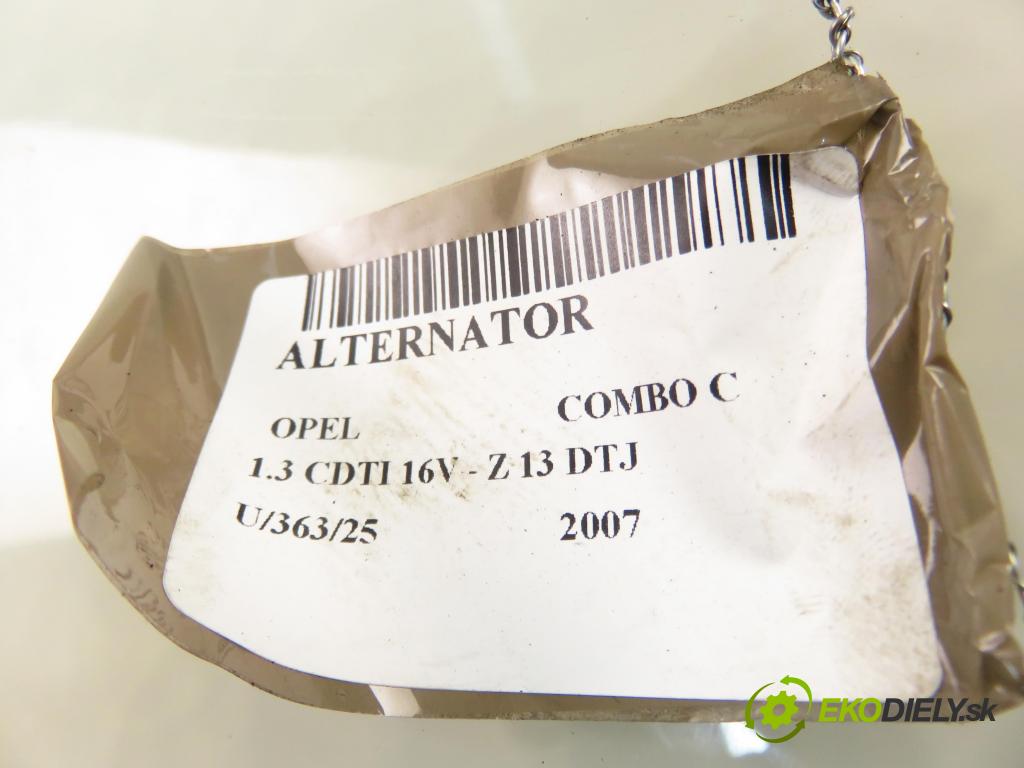 ALTERNATOR
OPEL COMBO C
1.3 CDTI 16V - Z 13 DTJ
U/363/25 2007
EKODIELY.sk